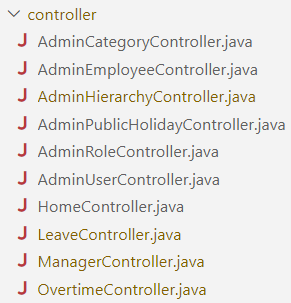 controller
AdminCategoryController.java
AdminEmployeeController.java
AdminHierarchyController.java
AdminPublicHolidayController.java
AdminRoleController.java
AdminUserController.java
HomeController.java
LeaveController.java
ManagerController.java
OvertimeController.java